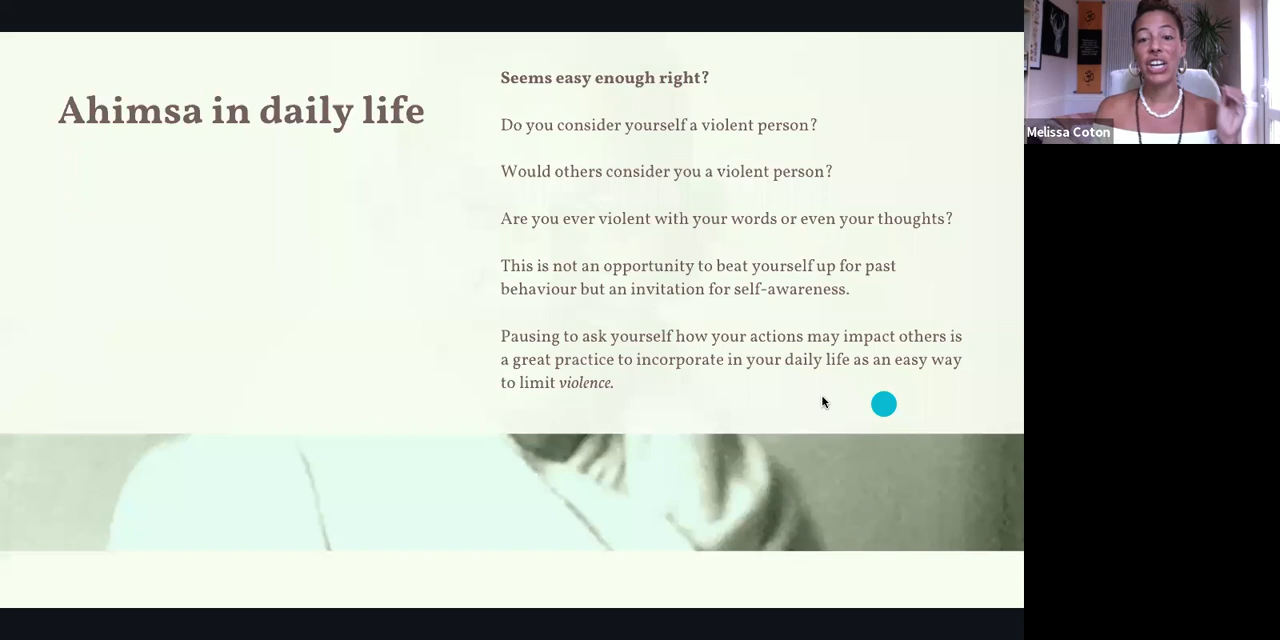 Ahimsa in daily life
Seems easy enough right?
Do you consider yourself a violent person?
Would others consider you a violent person?
Are you ever violent with your words or even your thoughts?
This is not an opportunity to beat yourself up for past
behaviour but an invitation for self-awareness.
Pausing to ask yourself how your actions may impact others is
a great practice to incorporate in your daily life as an easy way
to limit violence.
Melissa Coton